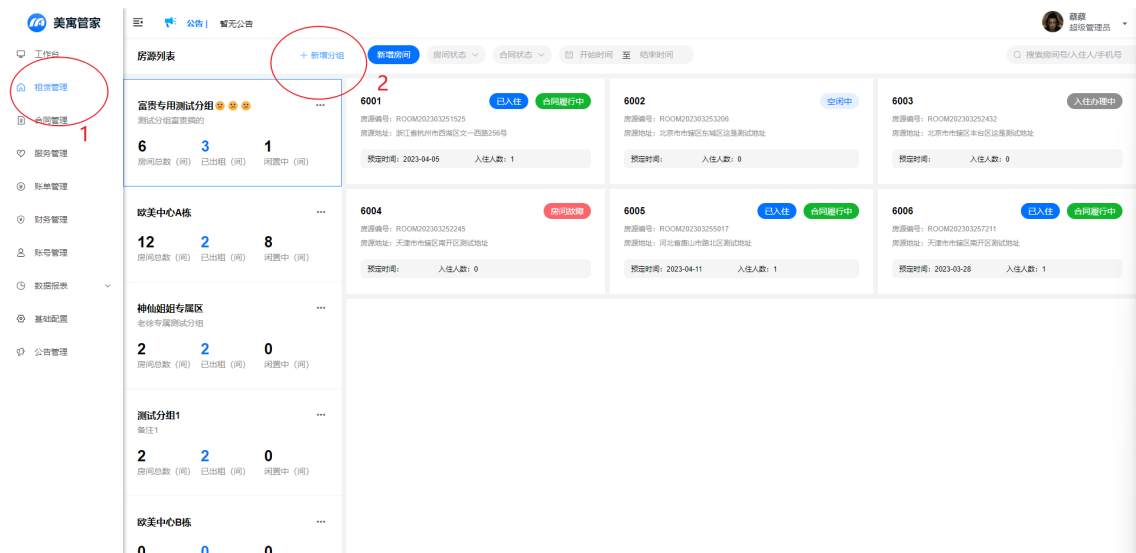 美寓管家
公告 | 暂无公告
蔡蔡
超级管理员
工作台
租赁管理
合同管理
服务管理
账单管理
财务管理
账号管理
数据报表
基础配置
公告管理
1
房源列表
+ 新增分组
2
新增房间 房间状态 合同状态 开始时间 至 结束时间
搜索房间号/入住人/手机号
富贵专用测试分组
测试分组富贵搞的
6 3 1
房间总数（间） 已出租（间） 闲置中（间）
欧美中心A栋
12 2 8
房间总数（间） 已出租（间） 闲置中（间）
神仙姐姐专属区
老徐专属测试分组
2 2 0
房间总数（间） 已出租（间） 闲置中（间）
测试分组1
备注1
2 2 0
房间总数（间） 已出租（间） 闲置中（间）
欧美中心B栋
0 0 0
6001 已入住 合同履行中
房源编号：ROOM202303251525
房源地址：浙江省杭州市西湖区文一西路256号
预定时间：2023-04-05 入住人数：1
6002 空闲中
房源编号：ROOM202303253206
房源地址：北京市市辖区东城区这是测试地址
预定时间： 入住人数：0
6003 入住办理中
房源编号：ROOM202303252432
房源地址：北京市市辖区丰台区这是测试地址
预定时间： 入住人数：0
6004 房间故障
房源编号：ROOM202303252245
房源地址：天津市市辖区南开区测试地址
预定时间： 入住人数：0
6005 已入住 合同履行中
房源编号：ROOM202303255017
房源地址：河北省唐山市路北区测试地址
预定时间：2023-04-11 入住人数：1
6006 已入住 合同履行中
房源编号：ROOM202303257211
房源地址：天津市市辖区南开区测试地址
预定时间：2023-03-28 入住人数：1